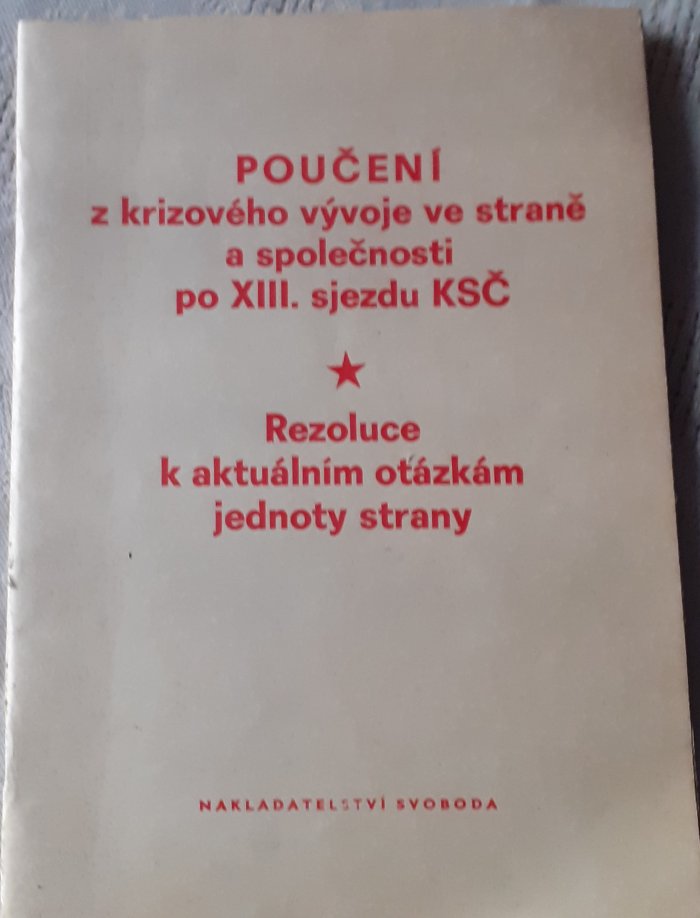 POUČENÍ
z krizového vývoje ve straně
a společnosti
po XIII. sjezdu KSČ
Rezoluce
k aktuálním otázkám
jednoty strany
NAKLADATELSTVÍ SVOBODA